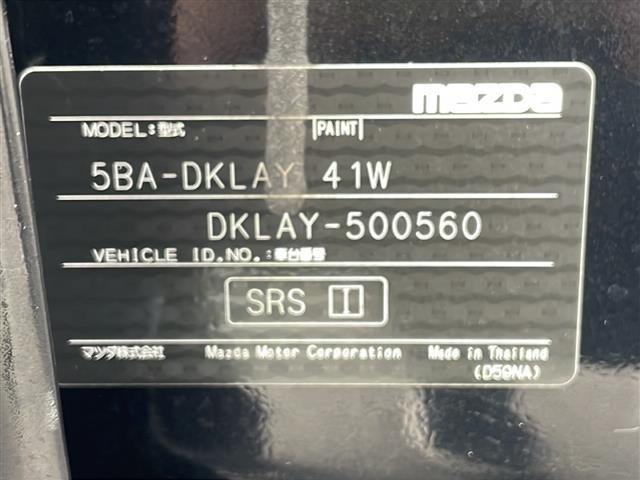 mazda
MODEL:型式 PAINT
5BA-DKLAY 41W
DKLAY-500560
VEHICLE ID.NO.:車台番号
SRS
マツダ株式会社 Mazda Motor Corporation Made in Thailand
(D59NA)